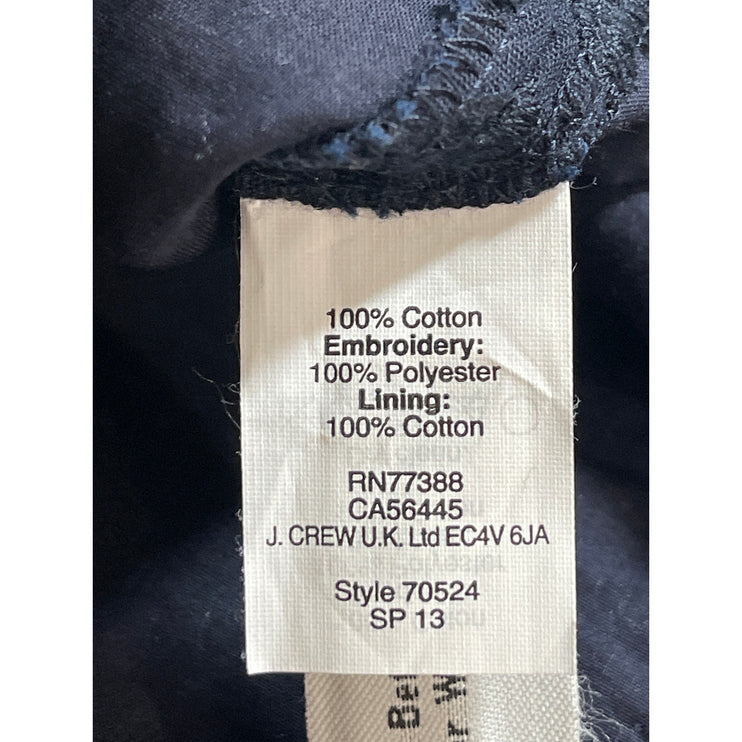 100% Cotton
Embroidery:
100% Polyester
Lining:
100% Cotton
RN77388
CA56445
J. CREW U.K. Ltd EC4V 6JA
Style 70524
SP 13